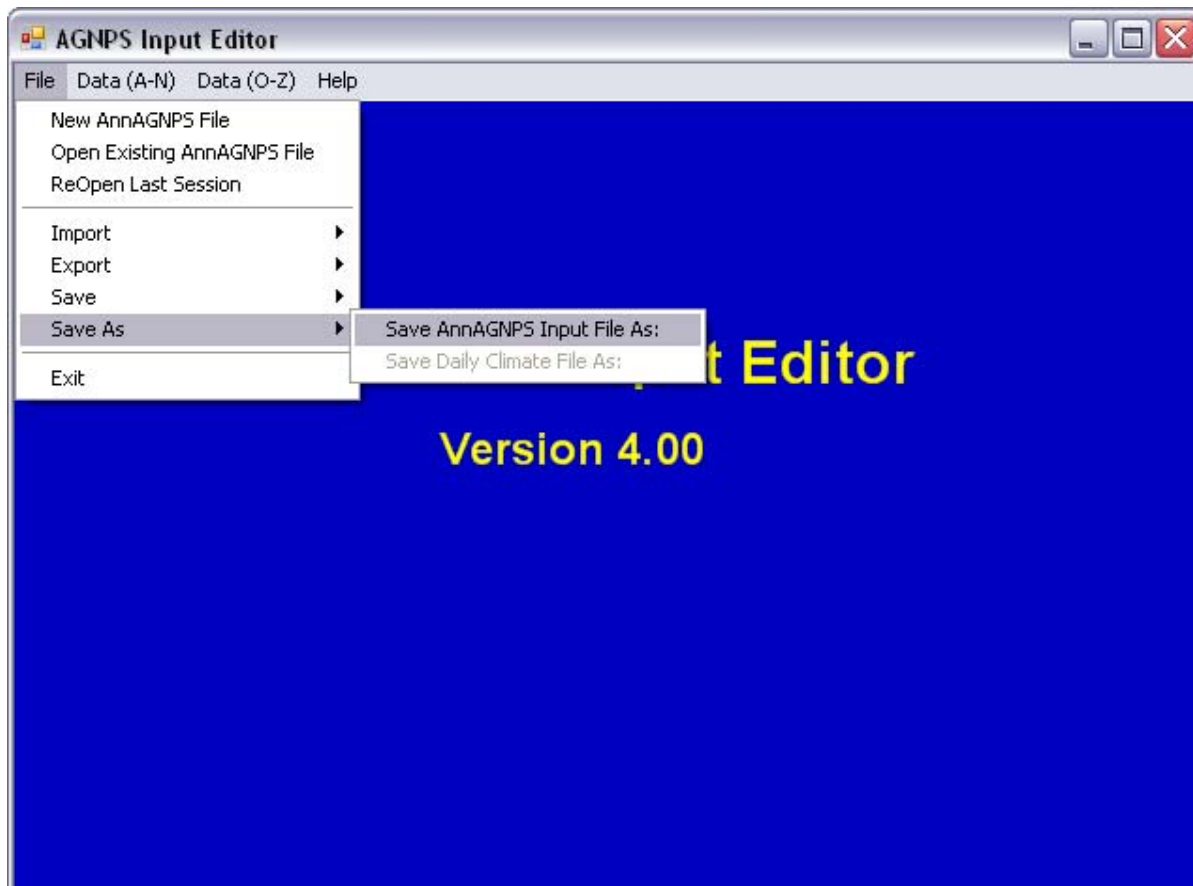 AGNPS Input Editor
File Data (A-N) Data (O-Z) Help
New AnnAGNPS File
Open Existing AnnAGNPS File
ReOpen Last Session
Import
Export
Save
Save As
Save AnnAGNPS Input File As:
Save Daily Climate File As:
Exit
Editor
Version 4.00